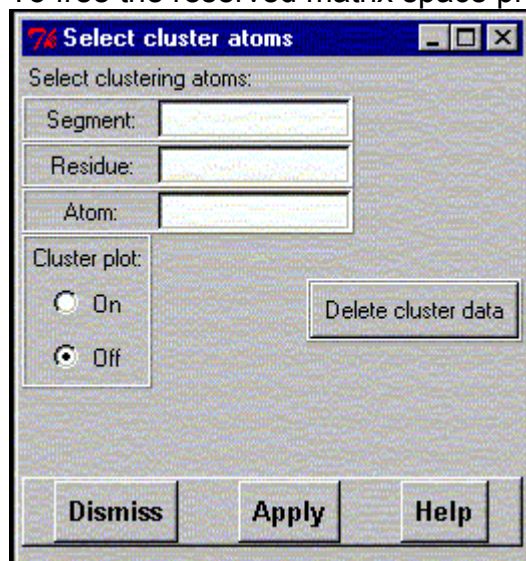 To free the reserved matrix space pr
Select cluster atoms
Select clustering atoms:
Segment:
Residue:
Atom:
Cluster plot:
On
Delete cluster data
Off
Dismiss Apply Help